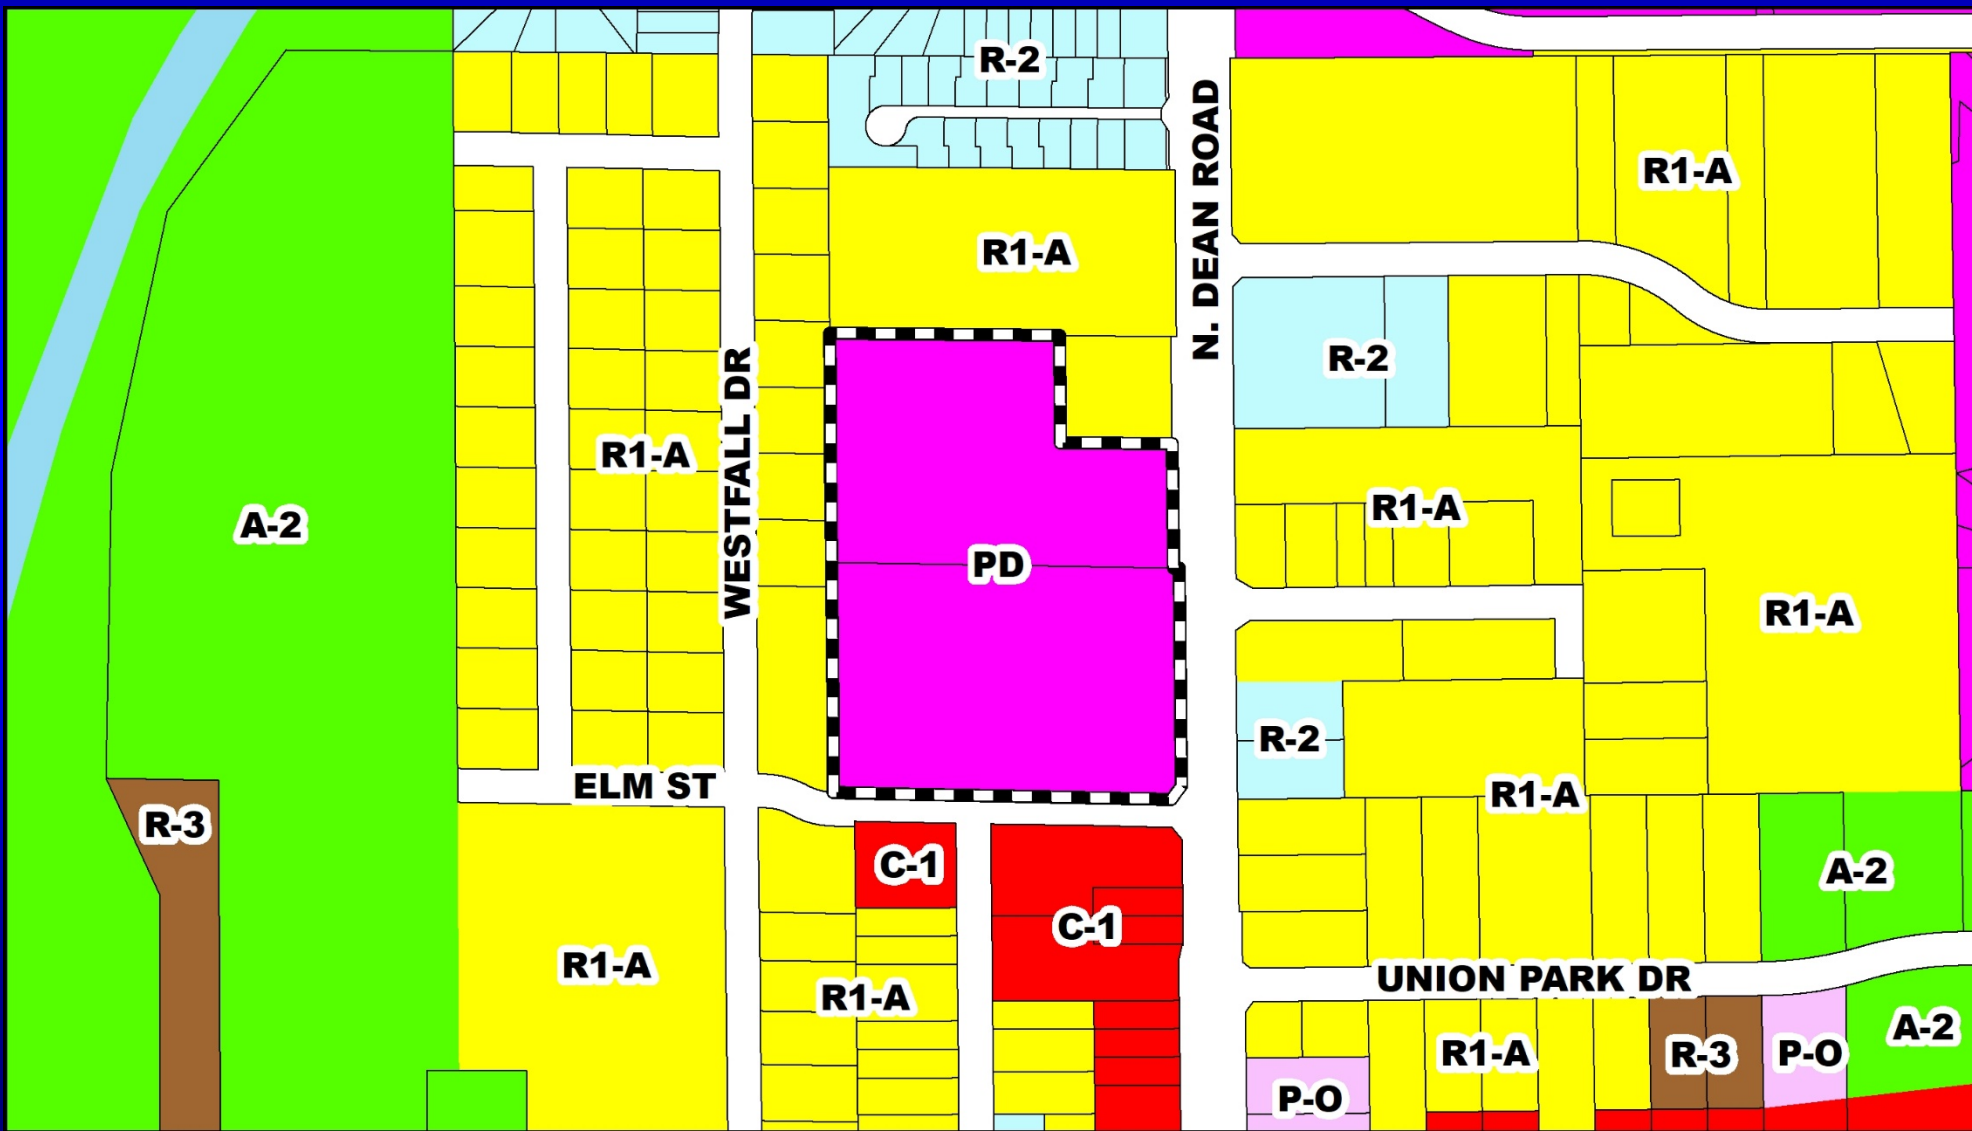 R-2
N. DEAN ROAD
R1-A
R1-A
R-2
WESTFALL DR
R1-A
R1-A
A-2
PD
R1-A
R-2
ELM ST
R1-A
R-3
C-1
A-2
C-1
R1-A
UNION PARK DR
R1-A
A-2
R1-A
R-3
P-O
P-O